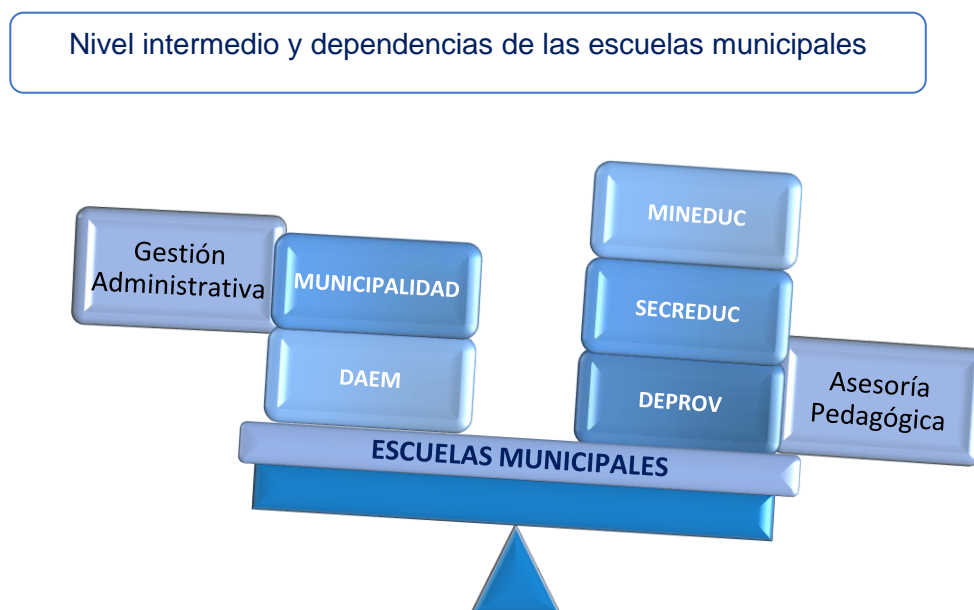 Nivel intermedio y dependencias de las escuelas municipales
MINEDUC
Gestión
Administrativa
MUNICIPALIDAD
SECREDUC
DAEM
DEPROV
Asesoría
Pedagógica
ESCUELAS MUNICIPALES